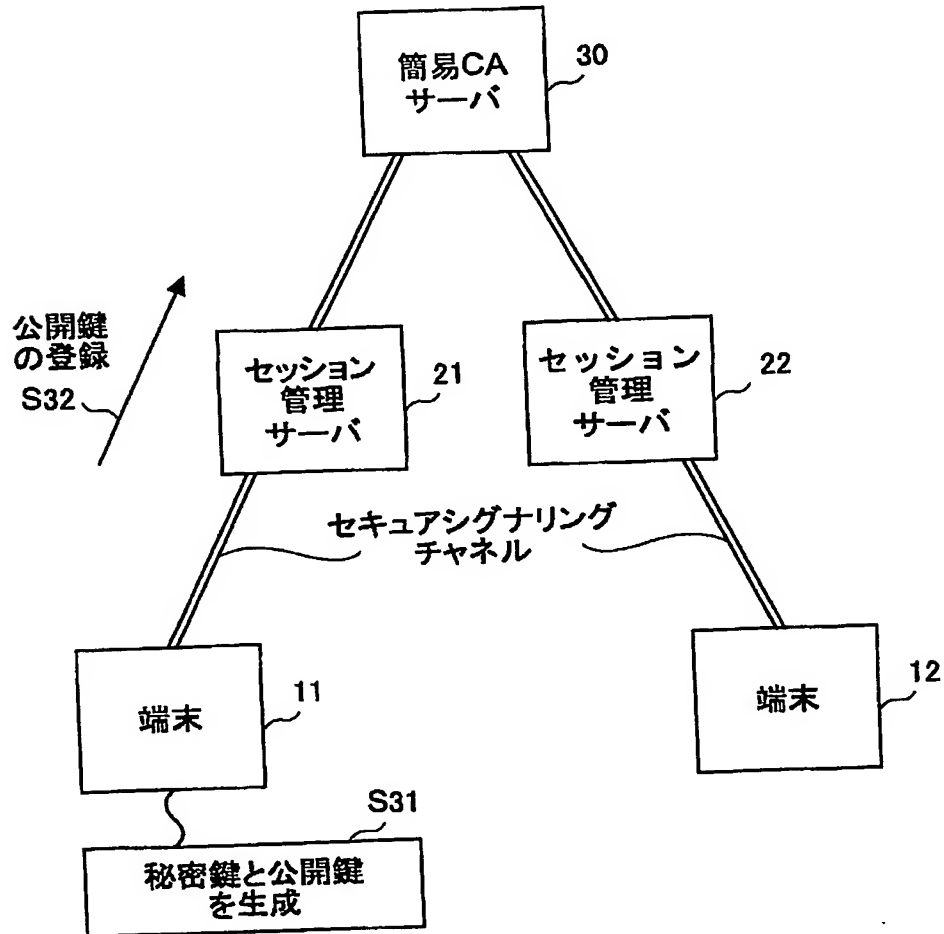 簡易CA
サーバ
30
公開鍵
の登録
S32
セッション
管理
サーバ
21
セッション
管理
サーバ
22
セキュアシグナリング
チャネル
端末
11
端末
12
S31
秘密鍵と公開鍵
を生成